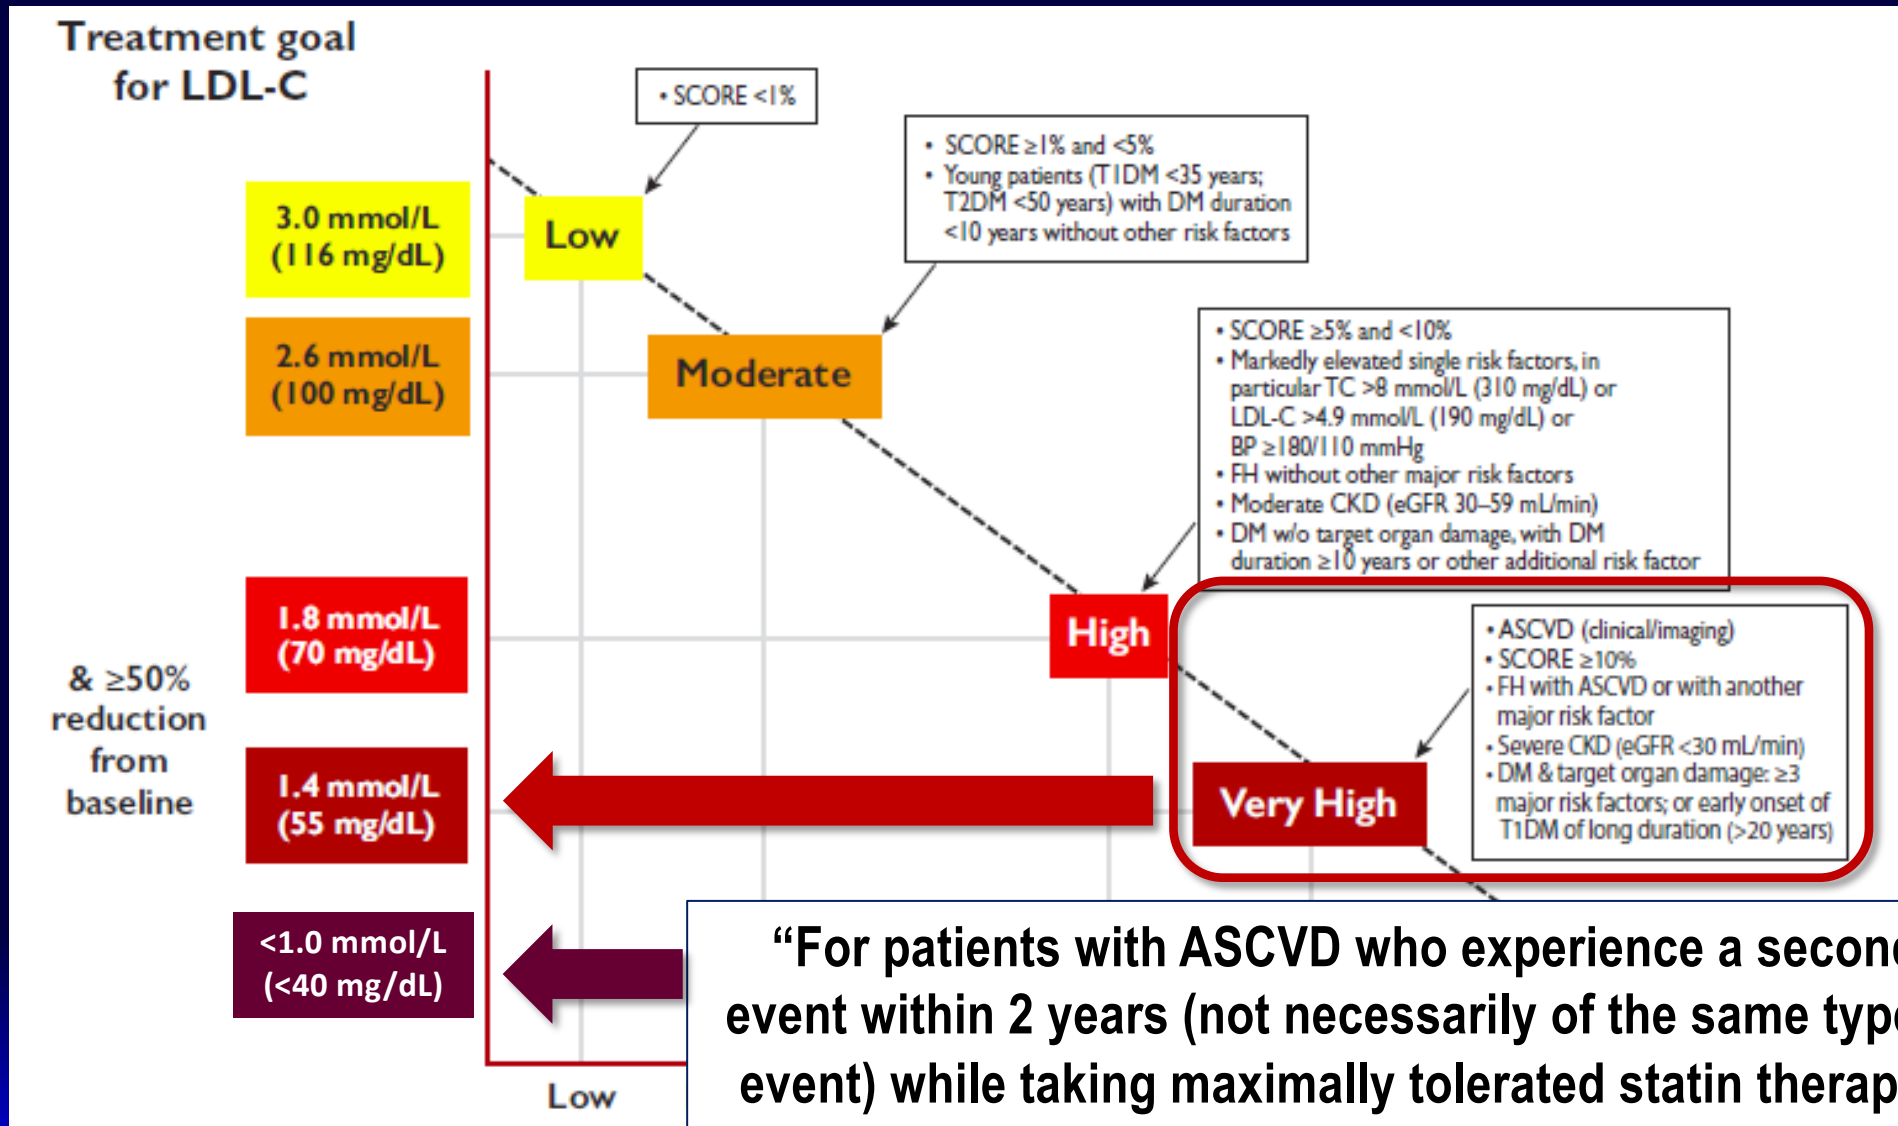 Treatment goal
for LDL-C
• SCORE <1%
• SCORE ≥1% and <5%
• Young patients (T1DM <35 years;
T2DM <50 years) with DM duration
<10 years without other risk factors
3.0 mmol/L
(116 mg/dL)
Low
2.6 mmol/L
(100 mg/dL)
Moderate
• SCORE ≥5% and <10%
• Markedly elevated single risk factors, in
particular TC >8 mmol/L (310 mg/dL) or
LDL-C >4.9 mmol/L (190 mg/dL) or
BP ≥180/110 mmHg
• FH without other major risk factors
• Moderate CKD (eGFR 30–59 mL/min)
• DM w/o target organ damage, with DM
duration ≥10 years or other additional risk factor
1.8 mmol/L
(70 mg/dL)
High
& ≥50%
reduction
from
baseline
• ASCVD (clinical/imaging)
• SCORE ≥10%
• FH with ASCVD or with another
major risk factor
• Severe CKD (eGFR <30 mL/min)
• DM & target organ damage: ≥3
major risk factors; or early onset of
T1DM of long duration (>20 years)
1.4 mmol/L
(55 mg/dL)
Very High
<1.0 mmol/L
(<40 mg/dL)
“For patients with ASCVD who experience a second
event within 2 years (not necessarily of the same type
event) while taking maximally tolerated statin therap
Low